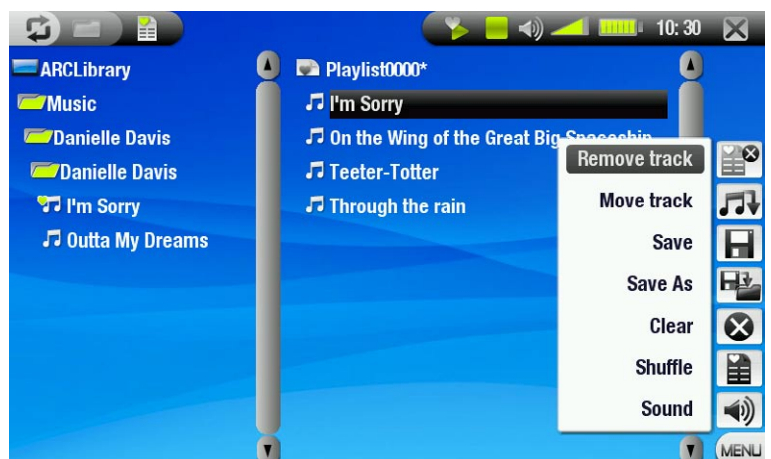 10:30
ARCLibrary
Music
Danielle Davis
Danielle Davis
I'm Sorry
Outta My Dreams
Playlist0000*
I'm Sorry
On the Wing of the Great Big Spaceship
Teeter-Totter
Through the rain
Remove track
Move track
Save
Save As
Clear
Shuffle
Sound
MENU